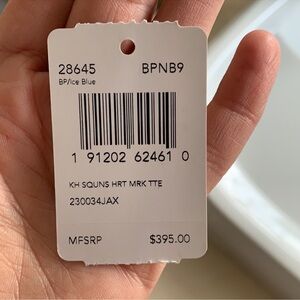 28645 BPNB9
BP/Ice Blue
1 91202 62461 0
KH SQUNS HRT MRK TTE
230034JAX
MFSRP $395.00